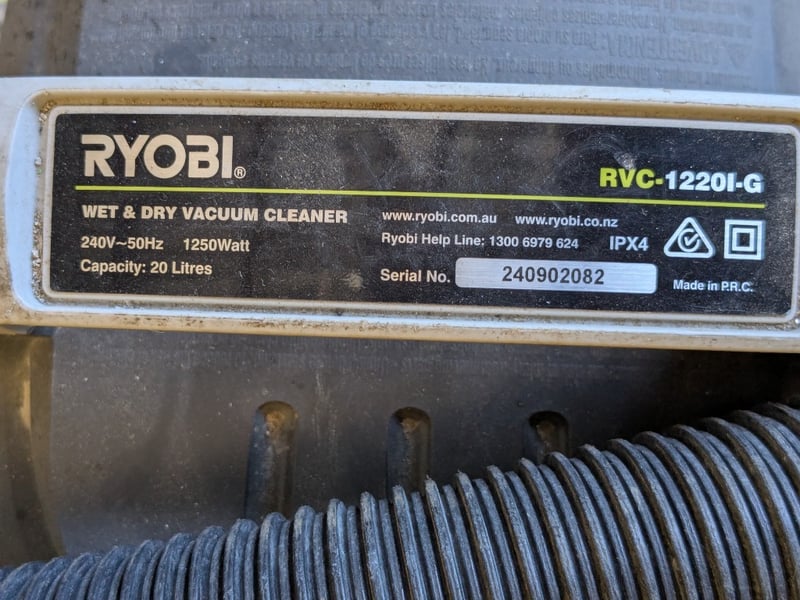 RYOBI®
RVC-1220I-G
WET & DRY VACUUM CLEANER
www.ryobi.com.au www.ryobi.co.nz
240V~50Hz 1250Watt
Ryobi Help Line: 1300 6979 624 IPX4
Capacity: 20 Litres
Serial No. 240902082
Made in P.R.C.